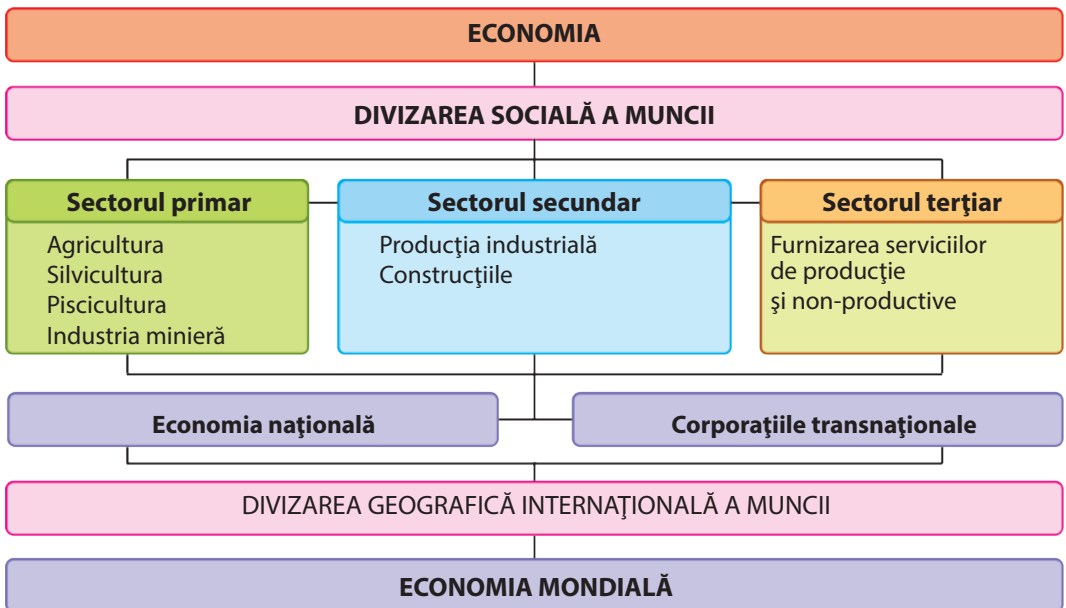 ECONOMIA
DIVIZAREA SOCIALĂ A MUNCII
Sectorul primar
Agricultura
Silvicultura
Piscicultura
Industria minieră
Sectorul secundar
Producţia industrială
Construcţiile
Sectorul terţiar
Furnizarea serviciilor
de producţie
şi non-productive
Economia naţională
Corporaţiile transnaţionale
DIVIZAREA GEOGRAFICĂ INTERNAŢIONALĂ A MUNCII
ECONOMIA MONDIALĂ